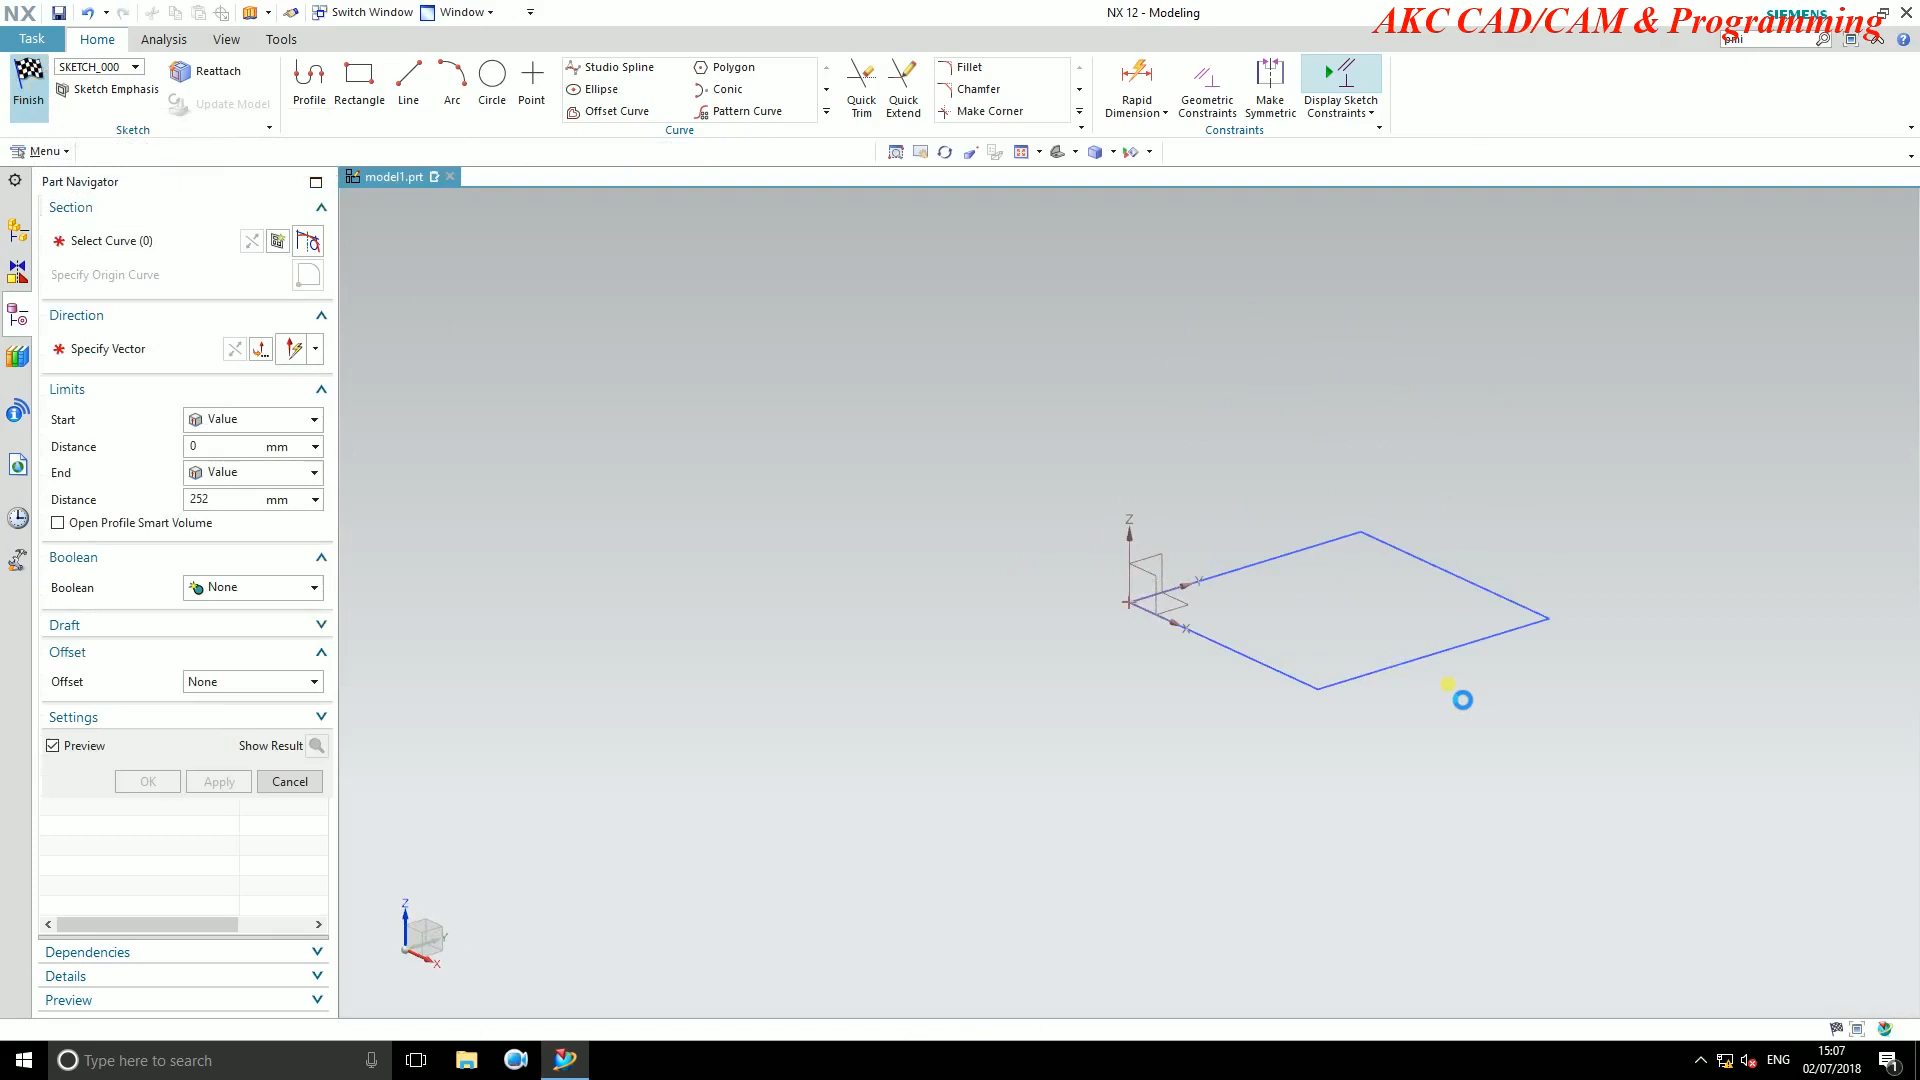 NX
Switch Window
Window
NX 12 - Modeling
SIEMENS
AKC CAD/CAM & Programming
Task
Home
Analysis
View
Tools
pmi
Finish
SKETCH_000
Sketch Emphasis
Reattach
Update Model
Sketch
Profile
Rectangle
Line
Arc
Circle
Point
Studio Spline
Ellipse
Offset Curve
Polygon
Conic
Pattern Curve
Curve
Quick Trim
Quick Extend
Fillet
Chamfer
Make Corner
Rapid Dimension
Geometric Constraints
Make Symmetric
Display Sketch Constraints
Constraints
Menu
Part Navigator
model1.prt
Section
* Select Curve (0)
Specify Origin Curve
Direction
* Specify Vector
Limits
Start Value
Distance 0 mm
End Value
Distance 252 mm
Open Profile Smart Volume
Boolean
Boolean None
Draft
Offset
Offset None
Settings
Preview Show Result
OK Apply Cancel
Dependencies
Details
Preview
Z
Y
X
Z
Y
X
Type here to search
ENG
15:07
02/07/2018
1